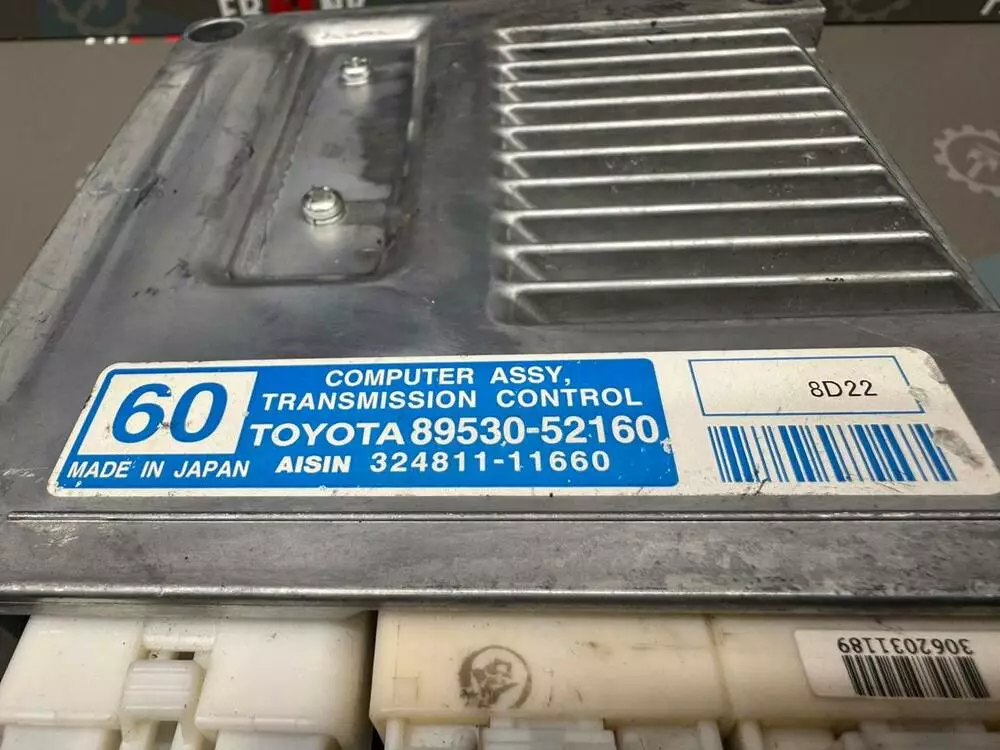 60
COMPUTER ASSY,
TRANSMISSION CONTROL
TOYOTA 89530-52160
MADE IN JAPAN
AISIN 324811-11660
8D22
3062031189